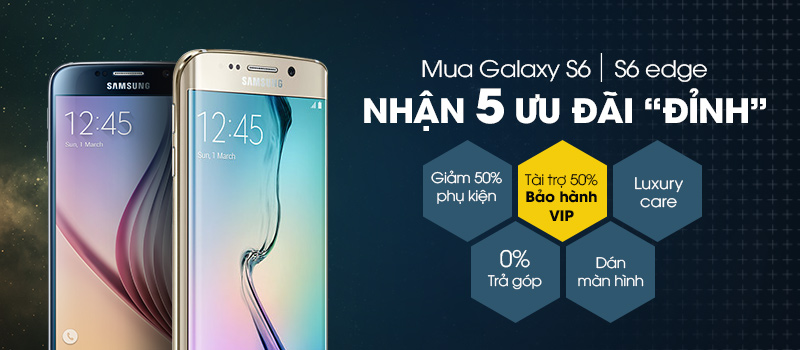 SAMSUNG
12:45
Sun, 1 March
SAMSUNG
12:45
Sun, 1 March
Mua Galaxy S6 | S6 edge
NHẬN 5 ƯU ĐÃI “ĐỈNH”
Giảm 50%
phụ kiện
Tài trợ 50%
Bảo hành
VIP
Luxury
care
0%
Trả góp
Dán
màn hình